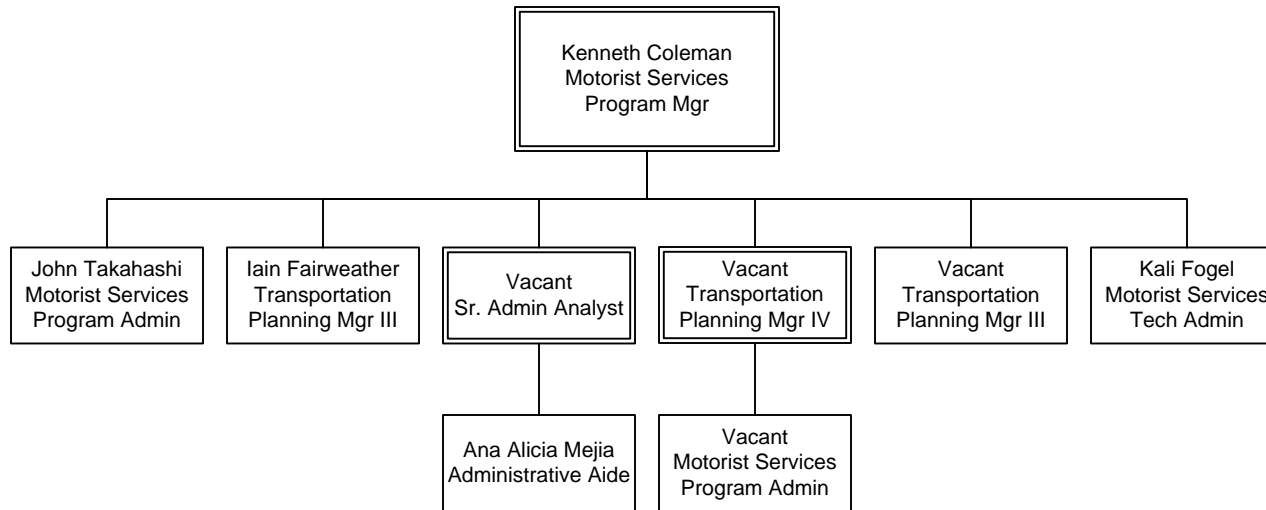 Kenneth Coleman
Motorist Services
Program Mgr
John Takahashi
Motorist Services
Program Admin
Iain Fairweather
Transportation
Planning Mgr III
Vacant
Sr. Admin Analyst
Vacant
Transportation
Planning Mgr IV
Vacant
Transportation
Planning Mgr III
Kali Fogel
Motorist Services
Tech Admin
Ana Alicia Mejia
Administrative Aide
Vacant
Motorist Services
Program Admin